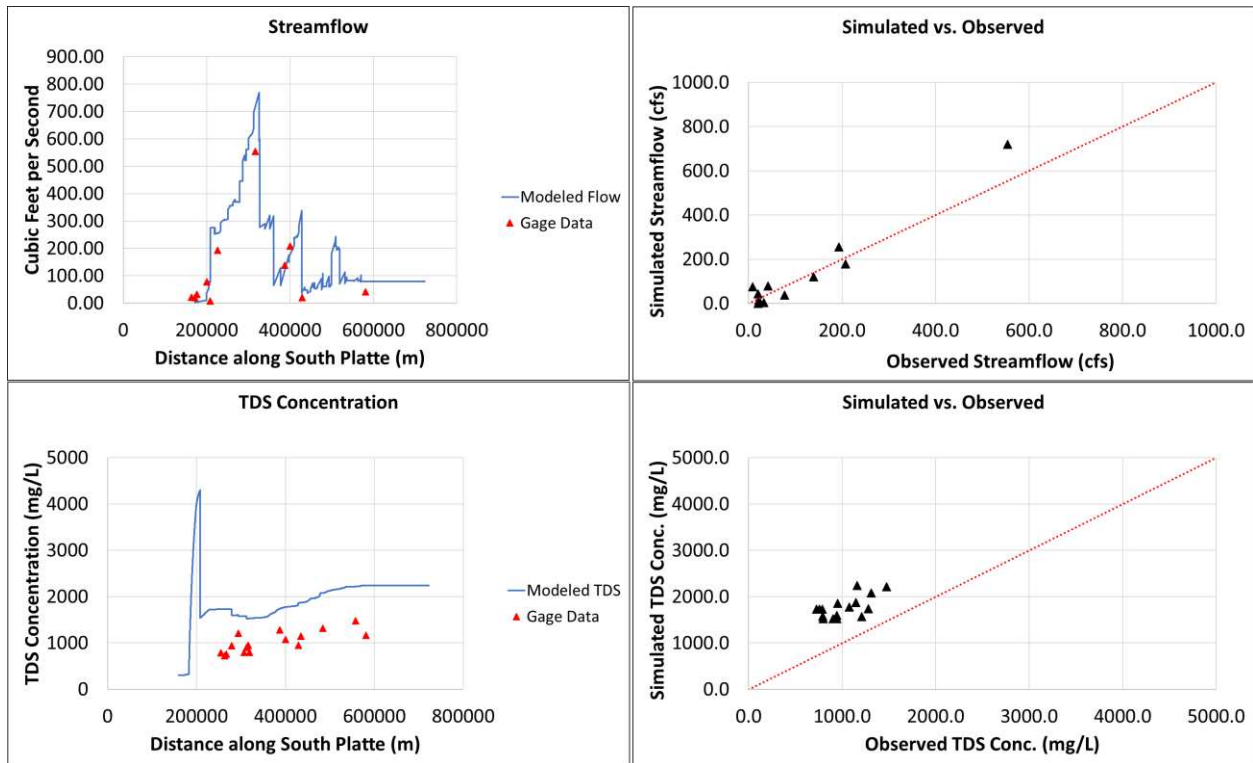 Streamflow
Cubic Feet per Second
900.00
800.00
700.00
600.00
500.00
400.00
300.00
200.00
100.00
0.00
0 200000 400000 600000 800000
Distance along South Platte (m)
Modeled Flow
Gage Data
Simulated vs. Observed
Simulated Streamflow (cfs)
1000.0
800.0
600.0
400.0
200.0
0.0
0.0 200.0 400.0 600.0 800.0 1000.0
Observed Streamflow (cfs)
TDS Concentration
TDS Concentration (mg/L)
5000
4000
3000
2000
1000
0
0 200000 400000 600000 800000
Distance along South Platte (m)
Modeled TDS
Gage Data
Simulated vs. Observed
Simulated TDS Conc. (mg/L)
5000.0
4000.0
3000.0
2000.0
1000.0
0.0
0.0 1000.0 2000.0 3000.0 4000.0 5000.0
Observed TDS Conc. (mg/L)